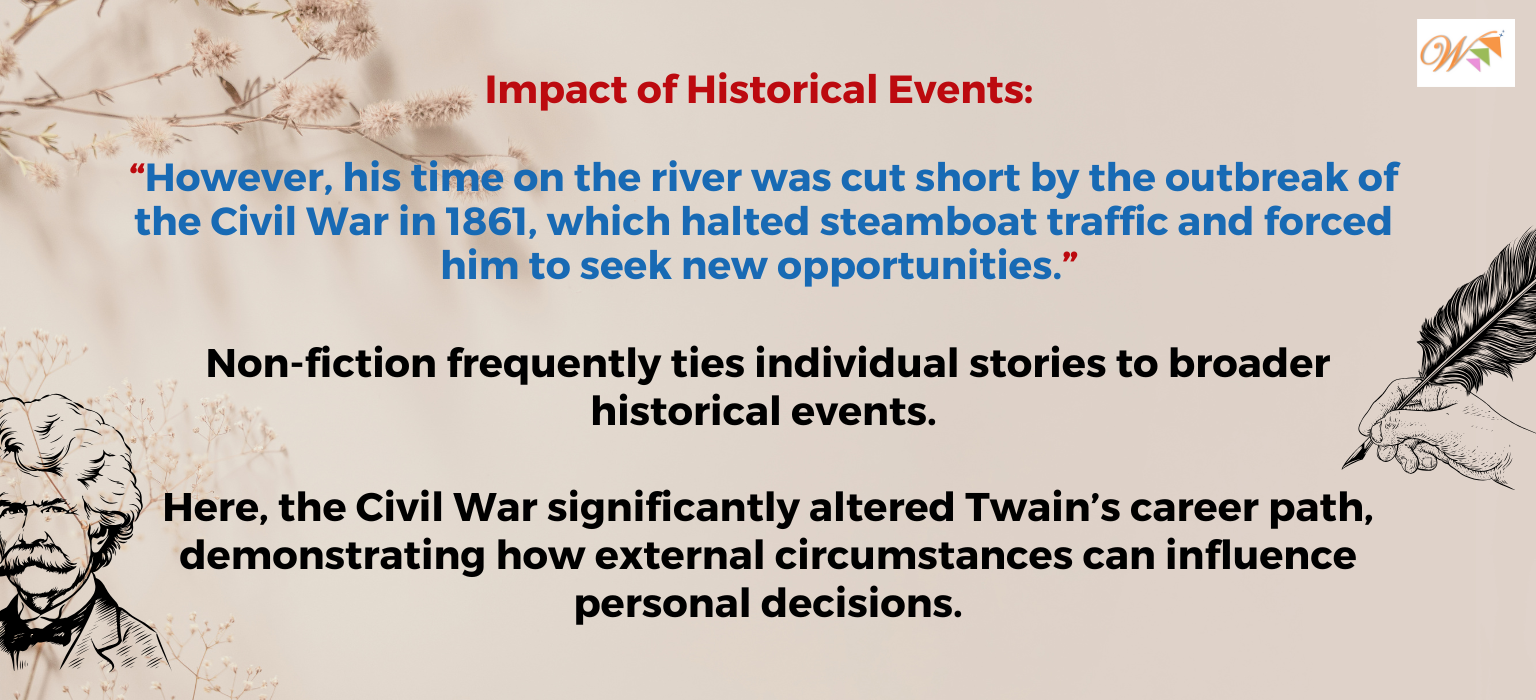 W
Impact of Historical Events:
“However, his time on the river was cut short by the outbreak of
the Civil War in 1861, which halted steamboat traffic and forced
him to seek new opportunities.”
Non-fiction frequently ties individual stories to broader
historical events.
Here, the Civil War significantly altered Twain’s career path,
demonstrating how external circumstances can influence
personal decisions.